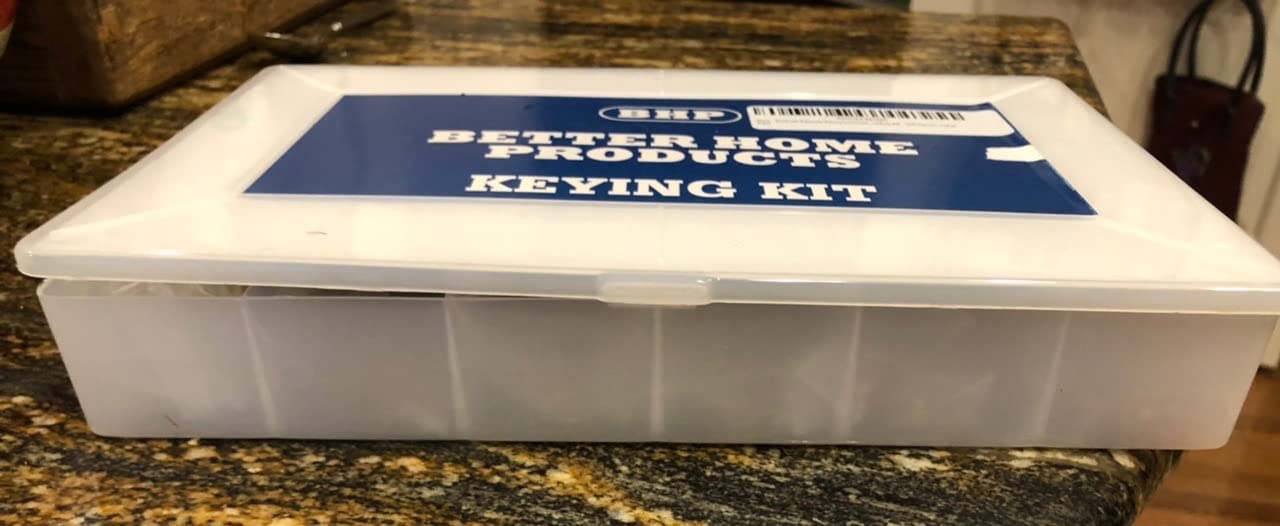 BHP
BETTER HOME
PRODUCTS
KEYING KIT